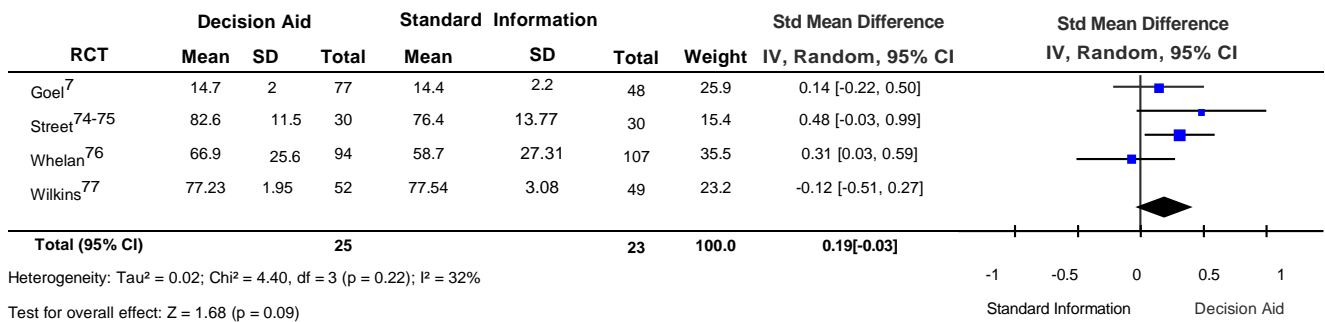 Decision Aid Standard Information Std Mean Difference Std Mean Difference
RCT Mean SD Total Mean SD Total Weight IV, Random, 95% CI IV, Random, 95% CI
Goel7 14.7 2 77 14.4 2.2 48 25.9 0.14 [-0.22, 0.50]
Street74-75 82.6 11.5 30 76.4 13.77 30 15.4 0.48 [-0.03, 0.99]
Whelan76 66.9 25.6 94 58.7 27.31 107 35.5 0.31 [0.03, 0.59]
Wilkins77 77.23 1.95 52 77.54 3.08 49 23.2 -0.12 [-0.51, 0.27]
Total (95% CI) 25 23 100.0 0.19[-0.03]
Heterogeneity: Tau² = 0.02; Chi² = 4.40, df = 3 (p = 0.22); I² = 32%
-1 -0.5 0 0.5 1
Test for overall effect: Z = 1.68 (p = 0.09)
Standard Information Decision Aid